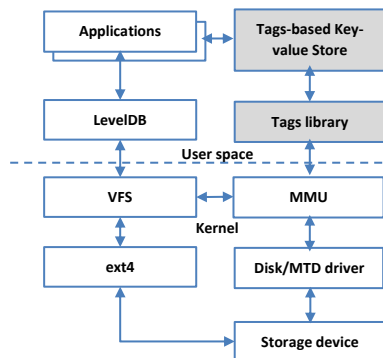 Applications
Tags-based Key-
value Store
LevelDB
Tags library
User space
VFS
MMU
Kernel
ext4
Disk/MTD driver
Storage device